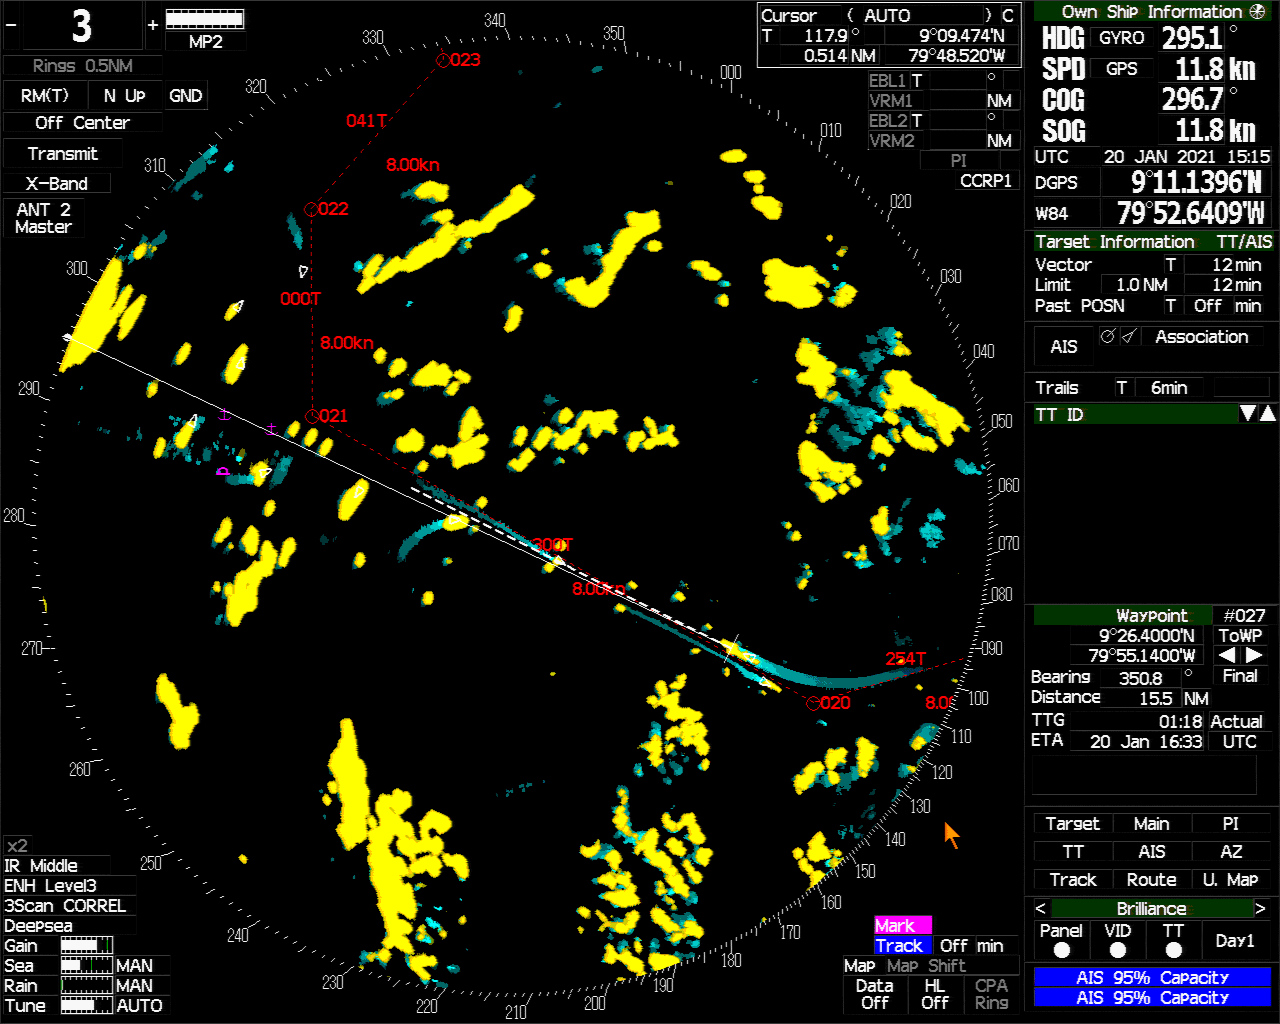 − 3 +
MP2
Rings 0.5NM
RM(T) N Up GND
Off Center
Transmit
X-Band
ANT 2
Master
Cursor ( AUTO ) C
T 117.9° 9°09.474'N
0.514 NM 79°48.520'W
EBL1 T °
VRM1 NM
EBL2 T °
VRM2 NM
PI
CCRP1
340
350
330
000
320
010
310
020
300
030
290
040
280
050
270
060
260
070
250
080
240
090
230
100
220
110
210
120
200
130
190
140
180
150
170
160
023
041T
8.00kn
022
000T
8.00kn
021
300T
8.00kn
254T
020
8.00
x2
IR Middle
ENH Level3
3Scan CORREL
Deepsea
Gain
Sea MAN
Rain MAN
Tune AUTO
Mark
Track Off min
Map Map Shift
Data Off
HL Off
CPA Ring
Own Ship Information
HDG GYRO 295.1°
SPD GPS 11.8 kn
COG 296.7°
SOG 11.8 kn
UTC 20 JAN 2021 15:15
DGPS 9°11.1396'N
W84 79°52.6409'W
Target Information TT/AIS
Vector T 12 min
Limit 1.0 NM 12 min
Past POSN T Off min
AIS Association
Trails T 6min
TT ID ▼▲
Waypoint #027
9°26.4000'N ToWP
79°55.1400'W ◀ ▶
Bearing 350.8 ° Final
Distance 15.5 NM
TTG 01:18 Actual
ETA 20 Jan 16:33 UTC
Target Main PI
TT AIS AZ
Track Route U. Map
< Brilliance >
Panel VID TT Day1
AIS 95% Capacity
AIS 95% Capacity